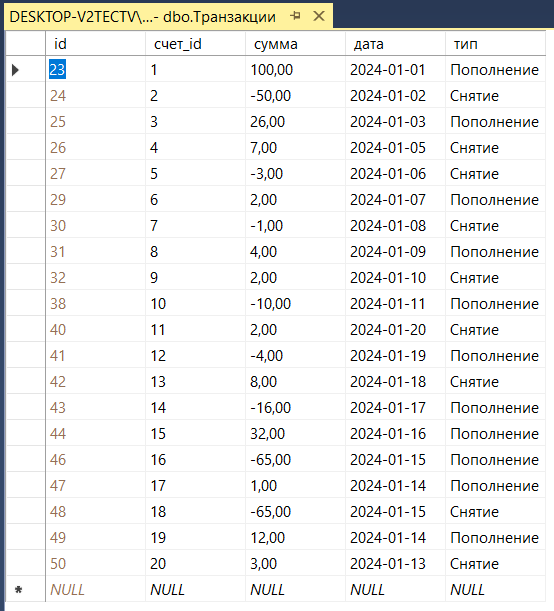 DESKTOP-V2TECTV\...- dbo.Транзакции
id счет_id сумма дата тип
23 1 100,00 2024-01-01 Пополнение
24 2 -50,00 2024-01-02 Снятие
25 3 26,00 2024-01-03 Пополнение
26 4 7,00 2024-01-05 Снятие
27 5 -3,00 2024-01-06 Снятие
29 6 2,00 2024-01-07 Пополнение
30 7 -1,00 2024-01-08 Снятие
31 8 4,00 2024-01-09 Пополнение
32 9 2,00 2024-01-10 Снятие
38 10 -10,00 2024-01-11 Пополнение
40 11 2,00 2024-01-20 Снятие
41 12 -4,00 2024-01-19 Пополнение
42 13 8,00 2024-01-18 Снятие
43 14 -16,00 2024-01-17 Пополнение
44 15 32,00 2024-01-16 Пополнение
46 16 -65,00 2024-01-15 Пополнение
47 17 1,00 2024-01-14 Пополнение
48 18 -65,00 2024-01-15 Снятие
49 19 12,00 2024-01-14 Пополнение
50 20 3,00 2024-01-13 Снятие
NULL NULL NULL NULL NULL